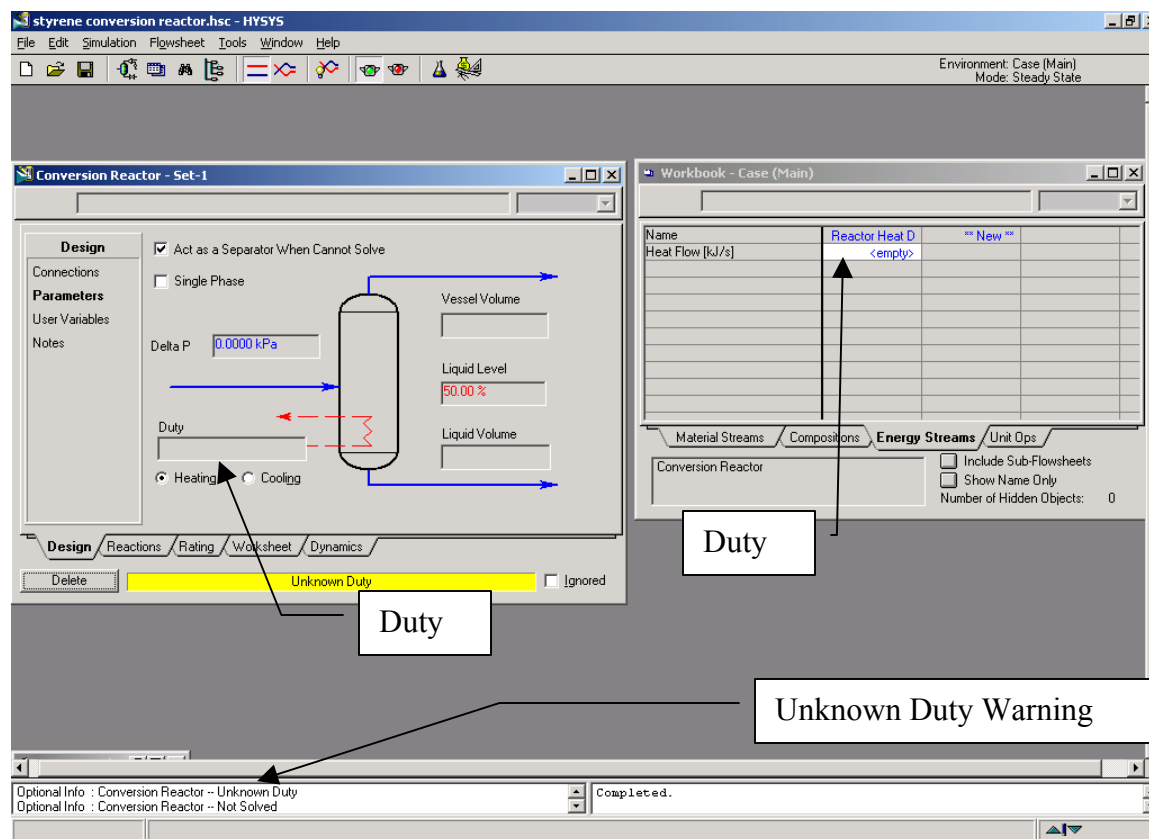 styrene conversion reactor.hsc - HYSYS
File Edit Simulation Flowsheet Tools Window Help
Environment: Case (Main)
Mode: Steady State
Conversion Reactor - Set-1
Design
Connections
Parameters
User Variables
Notes
Act as a Separator When Cannot Solve
Single Phase
Delta P 0.0000 kPa
Vessel Volume
Liquid Level
50.00 %
Duty
Liquid Volume
Heating Cooling
Design Reactions Rating Worksheet Dynamics
Delete Unknown Duty Ignored
Workbook - Case (Main)
Name Reactor Heat D ** New **
Heat Flow [kJ/s] <empty>
Material Streams Compositions Energy Streams Unit Ops
Conversion Reactor
Include Sub-Flowsheets
Show Name Only
Number of Hidden Objects: 0
Duty
Duty
Unknown Duty Warning
Optional Info : Conversion Reactor -- Unknown Duty
Optional Info : Conversion Reactor -- Not Solved
Completed.